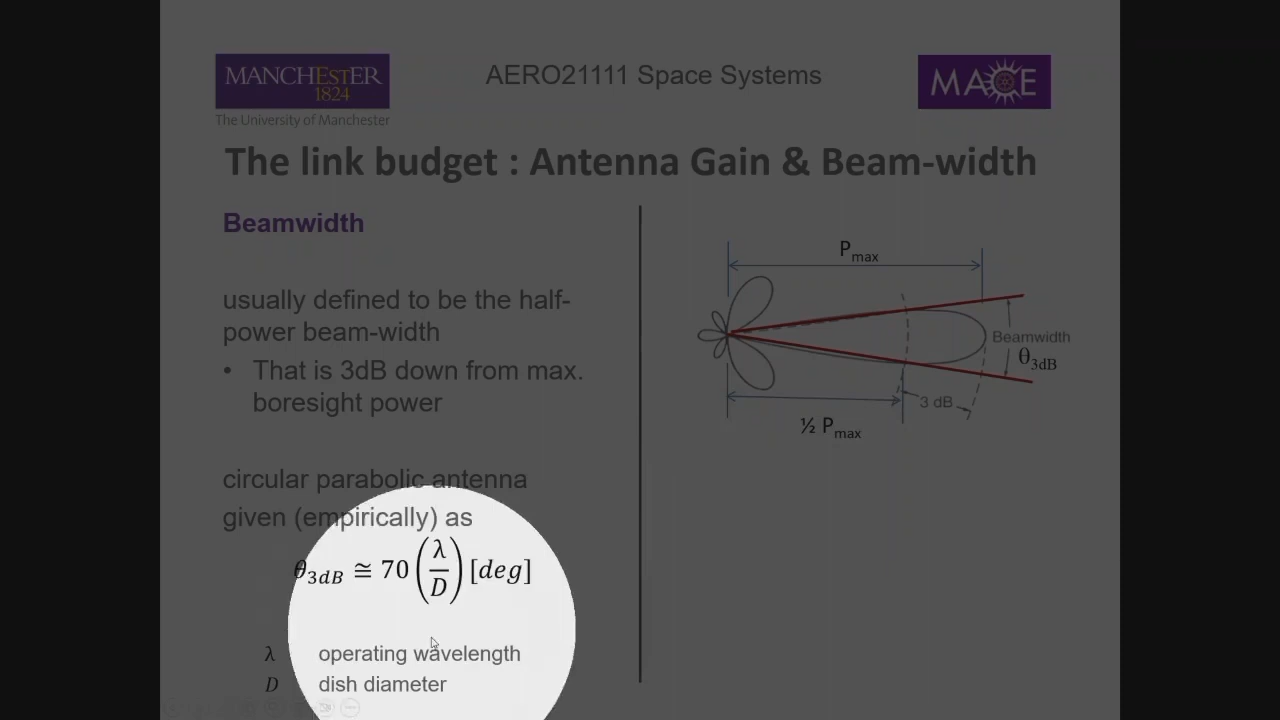 MANCHEStER
1824
The University of Manchester
AERO21111 Space Systems
MACE
The link budget : Antenna Gain & Beam-width
Beamwidth
usually defined to be the half-
power beam-width
• That is 3dB down from max.
boresight power
circular parabolic antenna
given (empirically) as
θ3dB ≅ 70 (λ/D) [deg]
λ operating wavelength
D dish diameter
Pmax
Beamwidth
θ3dB
3 dB
½ Pmax